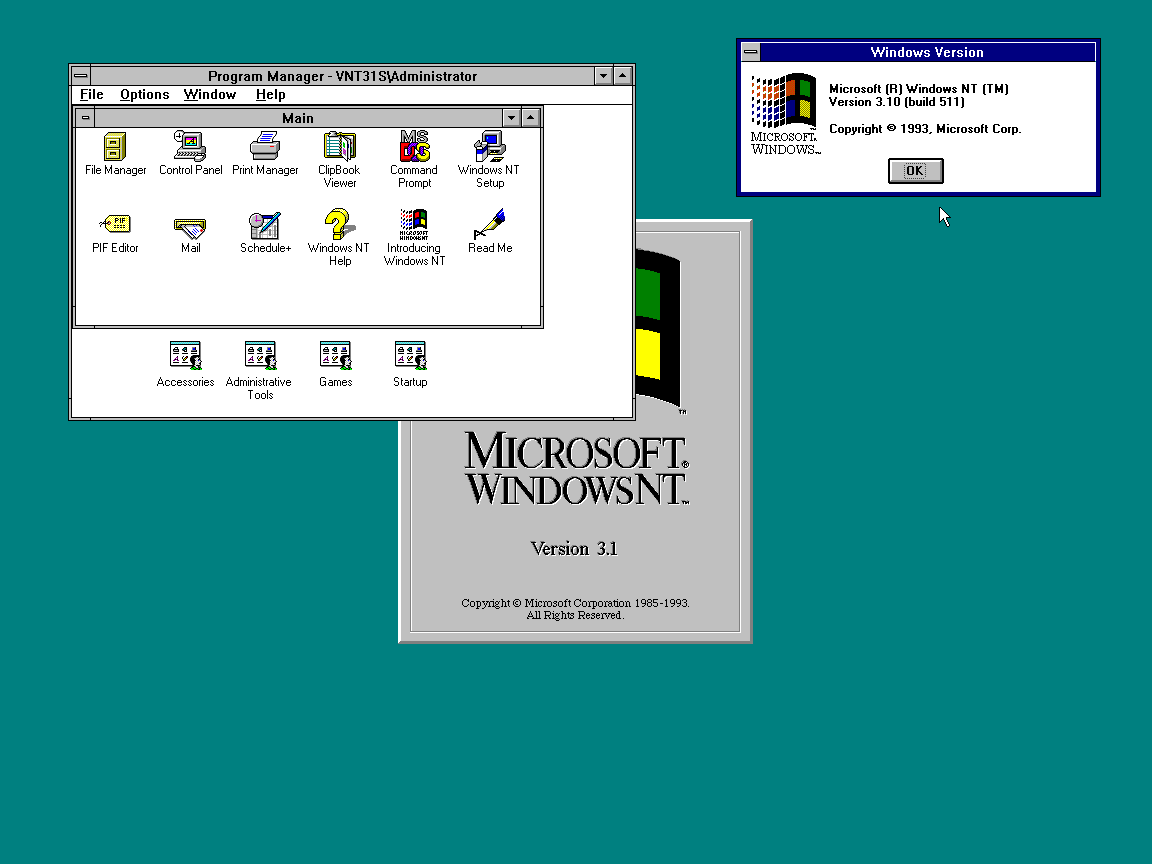 Program Manager - VNT31S\Administrator
File Options Window Help
Main
File Manager
Control Panel
Print Manager
ClipBook
Viewer
MS
DOS
Command
Prompt
Windows NT
Setup
PIF
PIF Editor
Mail
Schedule+
Windows NT
Help
MICROSOFT
WINDOWS
Introducing
Windows NT
Read Me
Accessories
Administrative
Tools
Games
Startup
Windows Version
MICROSOFT.
WINDOWS™
Microsoft (R) Windows NT (TM)
Version 3.10 (build 511)
Copyright © 1993, Microsoft Corp.
OK
™
MICROSOFT®
WINDOWS NT™
Version 3.1
Copyright © Microsoft Corporation 1985-1993.
All Rights Reserved.